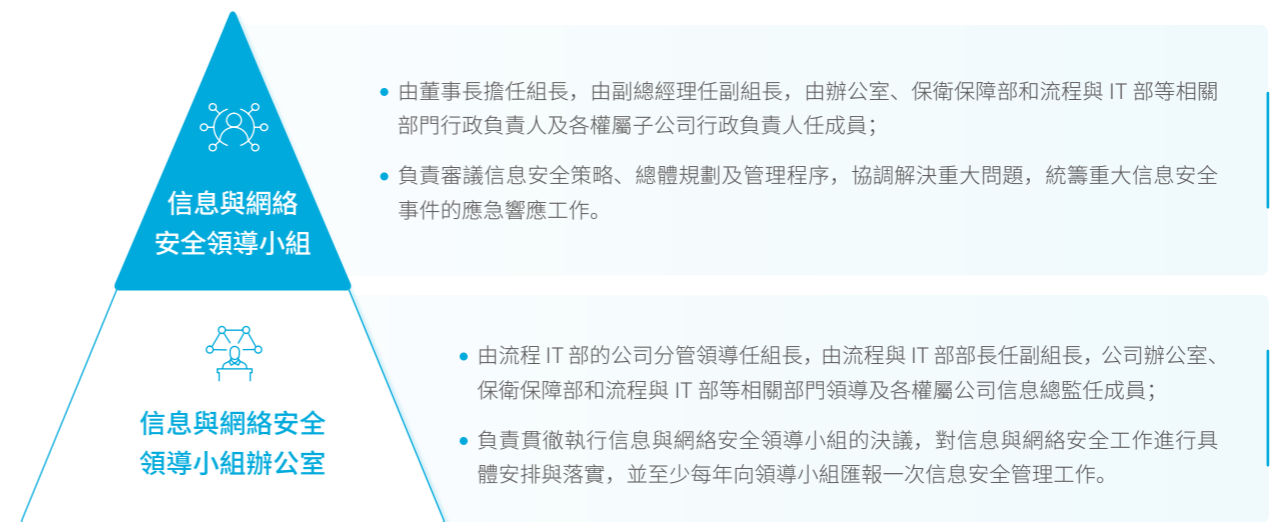 信息與網絡
安全領導小組
• 由董事長擔任組長，由副總經理任副組長，由辦公室、保衛保障部和流程與 IT 部等相關
部門行政負責人及各權屬子公司行政負責人任成員；
• 負責審議信息安全策略、總體規劃及管理程序，協調解決重大問題，統籌重大信息安全
事件的應急響應工作。
信息與網絡安全
領導小組辦公室
• 由流程 IT 部的公司分管領導任組長，由流程與 IT 部部長任副組長，公司辦公室、
保衛保障部和流程與 IT 部等相關部門領導及各權屬公司信息總監任成員；
• 負責貫徹執行信息與網絡安全領導小組的決議，對信息與網絡安全工作進行具
體安排與落實，並至少每年向領導小組匯報一次信息安全管理工作。